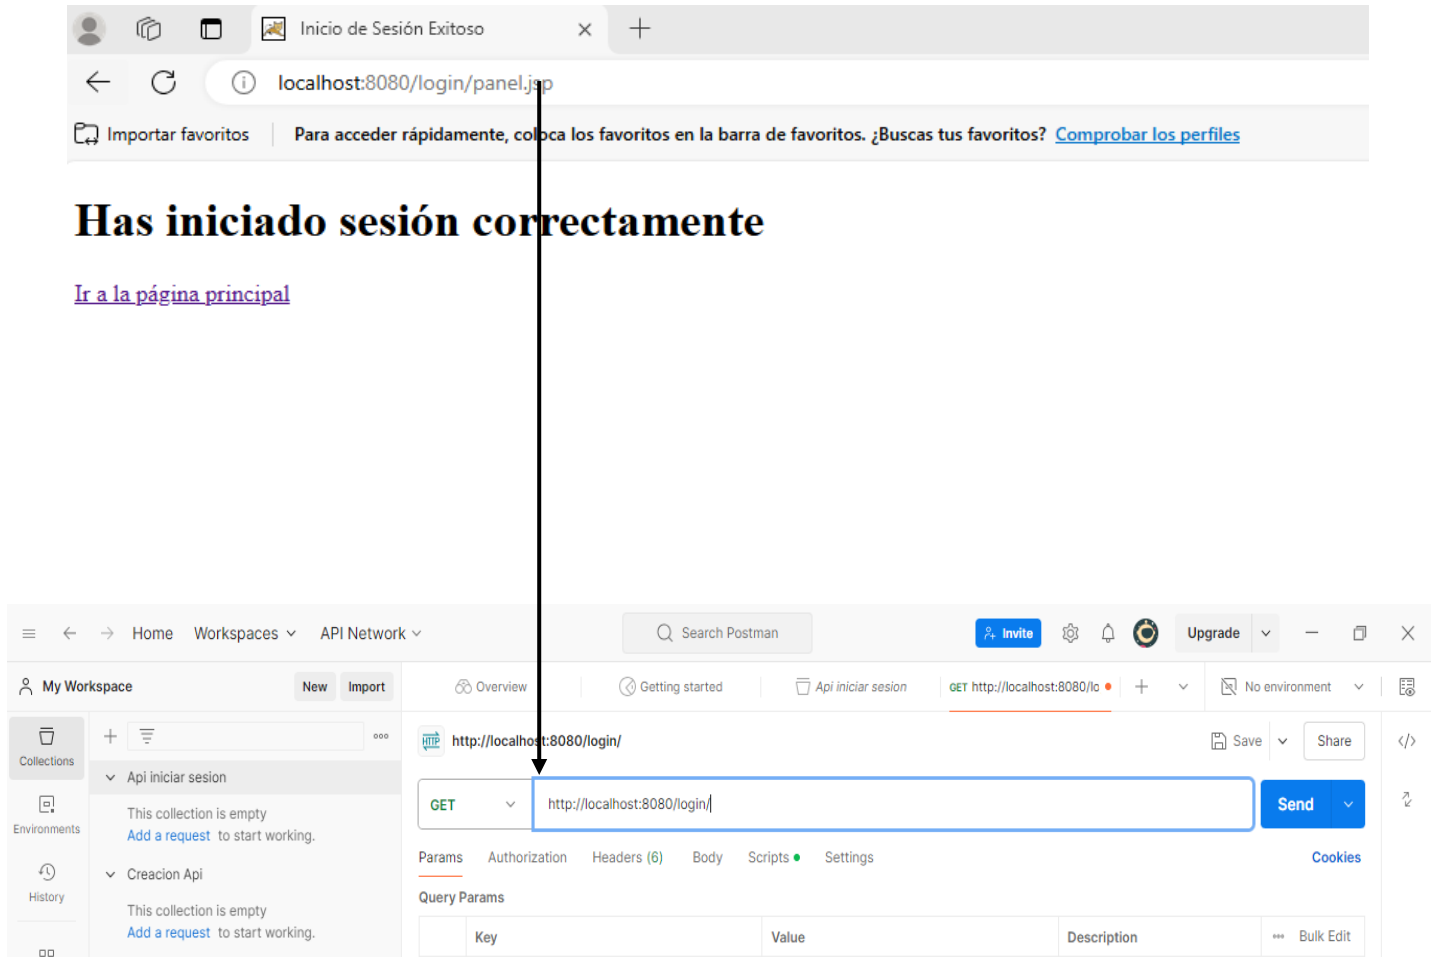 Inicio de Sesión Exitoso
localhost:8080/login/panel.jsp
Importar favoritos Para acceder rápidamente, coloca los favoritos en la barra de favoritos. ¿Buscas tus favoritos? Comprobar los perfiles
Has iniciado sesión correctamente
Ir a la página principal
Home Workspaces API Network Search Postman Invite Upgrade
My Workspace New Import Overview Getting started Api iniciar sesion GET http://localhost:8080/lo No environment
Collections HTTP http://localhost:8080/login/ Save Share
Api iniciar sesion
This collection is empty
Add a request to start working.
GET http://localhost:8080/login/ Send
Environments
Params Authorization Headers (6) Body Scripts Settings Cookies
Creacion Api
History
Query Params
This collection is empty
Add a request to start working.
Key Value Description Bulk Edit